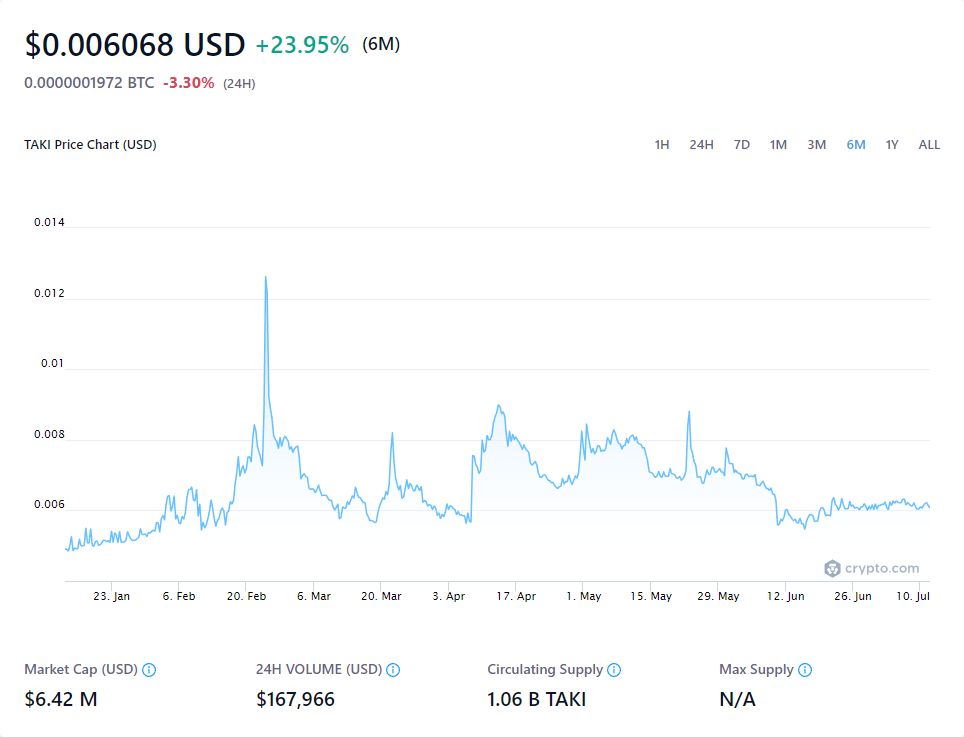 $0.006068 USD +23.95% (6M)
0.0000001972 BTC -3.30% (24H)
TAKI Price Chart (USD) 1H 24H 7D 1M 3M 6M 1Y ALL
0.014
0.012
0.01
0.008
0.006
crypto.com
23. Jan 6. Feb 20. Feb 6. Mar 20. Mar 3. Apr 17. Apr 1. May 15. May 29. May 12. Jun 26. Jun 10. Jul
Market Cap (USD) 24H VOLUME (USD) Circulating Supply Max Supply
$6.42 M $167,966 1.06 B TAKI N/A